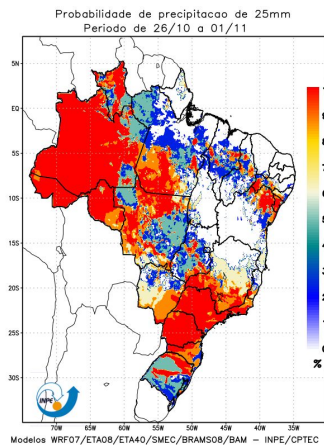 Probabilidade de precipitacao de 25mm
Periodo de 26/10 a 01/11
5N
EQ
5S
10S
15S
20S
25S
30S
70W 65W 60W 55W 50W 45W 40W 35W
%
INPE
Modelos WRF07/ETA08/ETA40/SMEC/BRAMS08/BAM – INPE/CPTEC